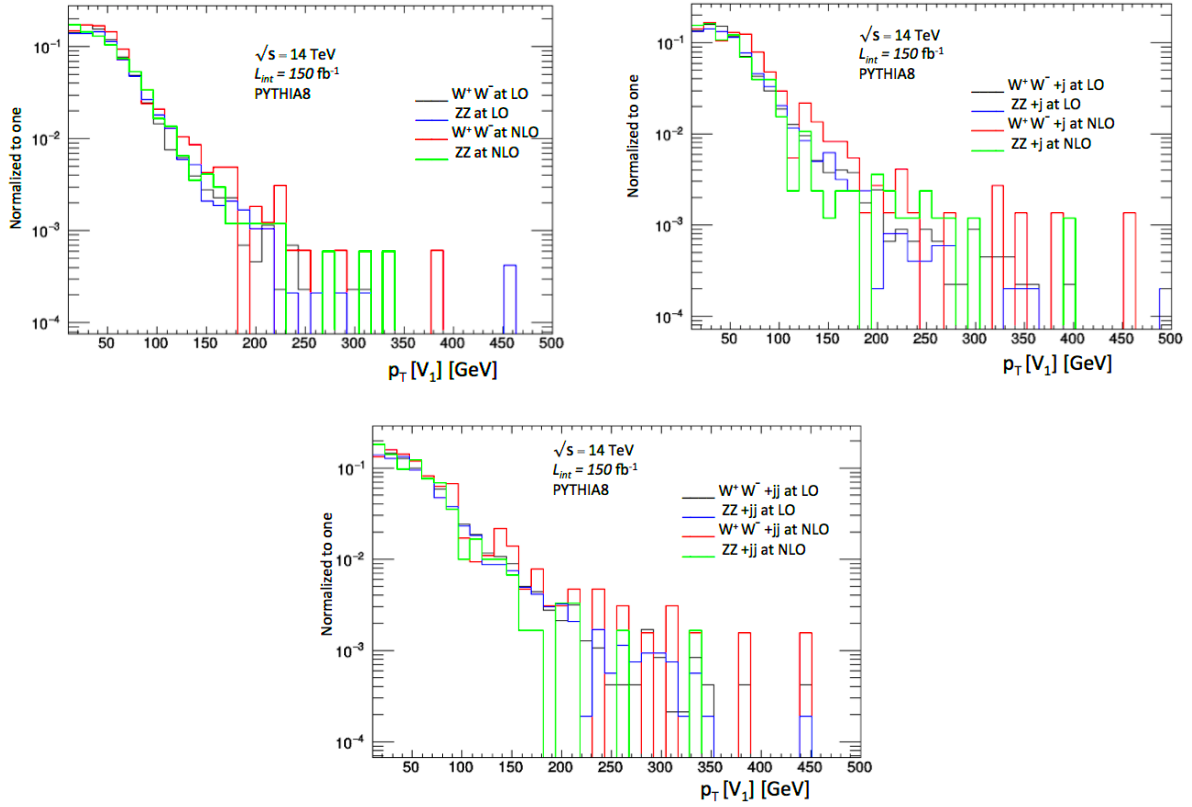 √s = 14 TeV
L_int = 150 fb⁻¹
PYTHIA8
W⁺ W⁻ at LO
ZZ at LO
W⁺ W⁻ at NLO
ZZ at NLO
Normalized to one
10⁻¹
10⁻²
10⁻³
10⁻⁴
50 100 150 200 250 300 350 400 450 500
p_T [V₁] [GeV]
√s = 14 TeV
L_int = 150 fb⁻¹
PYTHIA8
W⁺ W⁻ +j at LO
ZZ +j at LO
W⁺ W⁻ +j at NLO
ZZ +j at NLO
Normalized to one
10⁻¹
10⁻²
10⁻³
10⁻⁴
50 100 150 200 250 300 350 400 450 500
p_T [V₁] [GeV]
√s = 14 TeV
L_int = 150 fb⁻¹
PYTHIA8
W⁺ W⁻ +jj at LO
ZZ +jj at LO
W⁺ W⁻ +jj at NLO
ZZ +jj at NLO
Normalized to one
10⁻¹
10⁻²
10⁻³
10⁻⁴
50 100 150 200 250 300 350 400 450 500
p_T [V₁] [GeV]